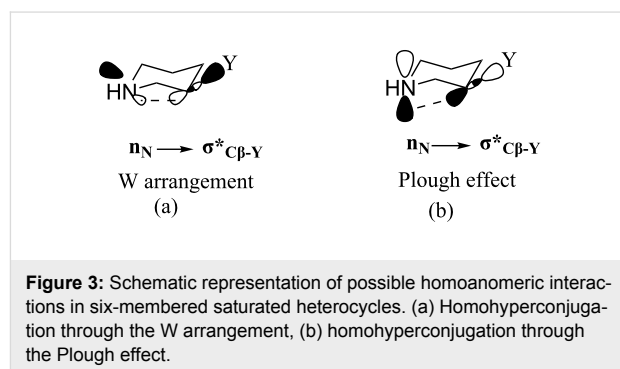 Y
HN
Y
HN
n_N → σ*_Cβ-Y
n_N → σ*_Cβ-Y
W arrangement
Plough effect
(a)
(b)
Figure 3: Schematic representation of possible homoanomeric interac-
tions in six-membered saturated heterocycles. (a) Homohyperconjuga-
tion through the W arrangement, (b) homohyperconjugation through
the Plough effect.